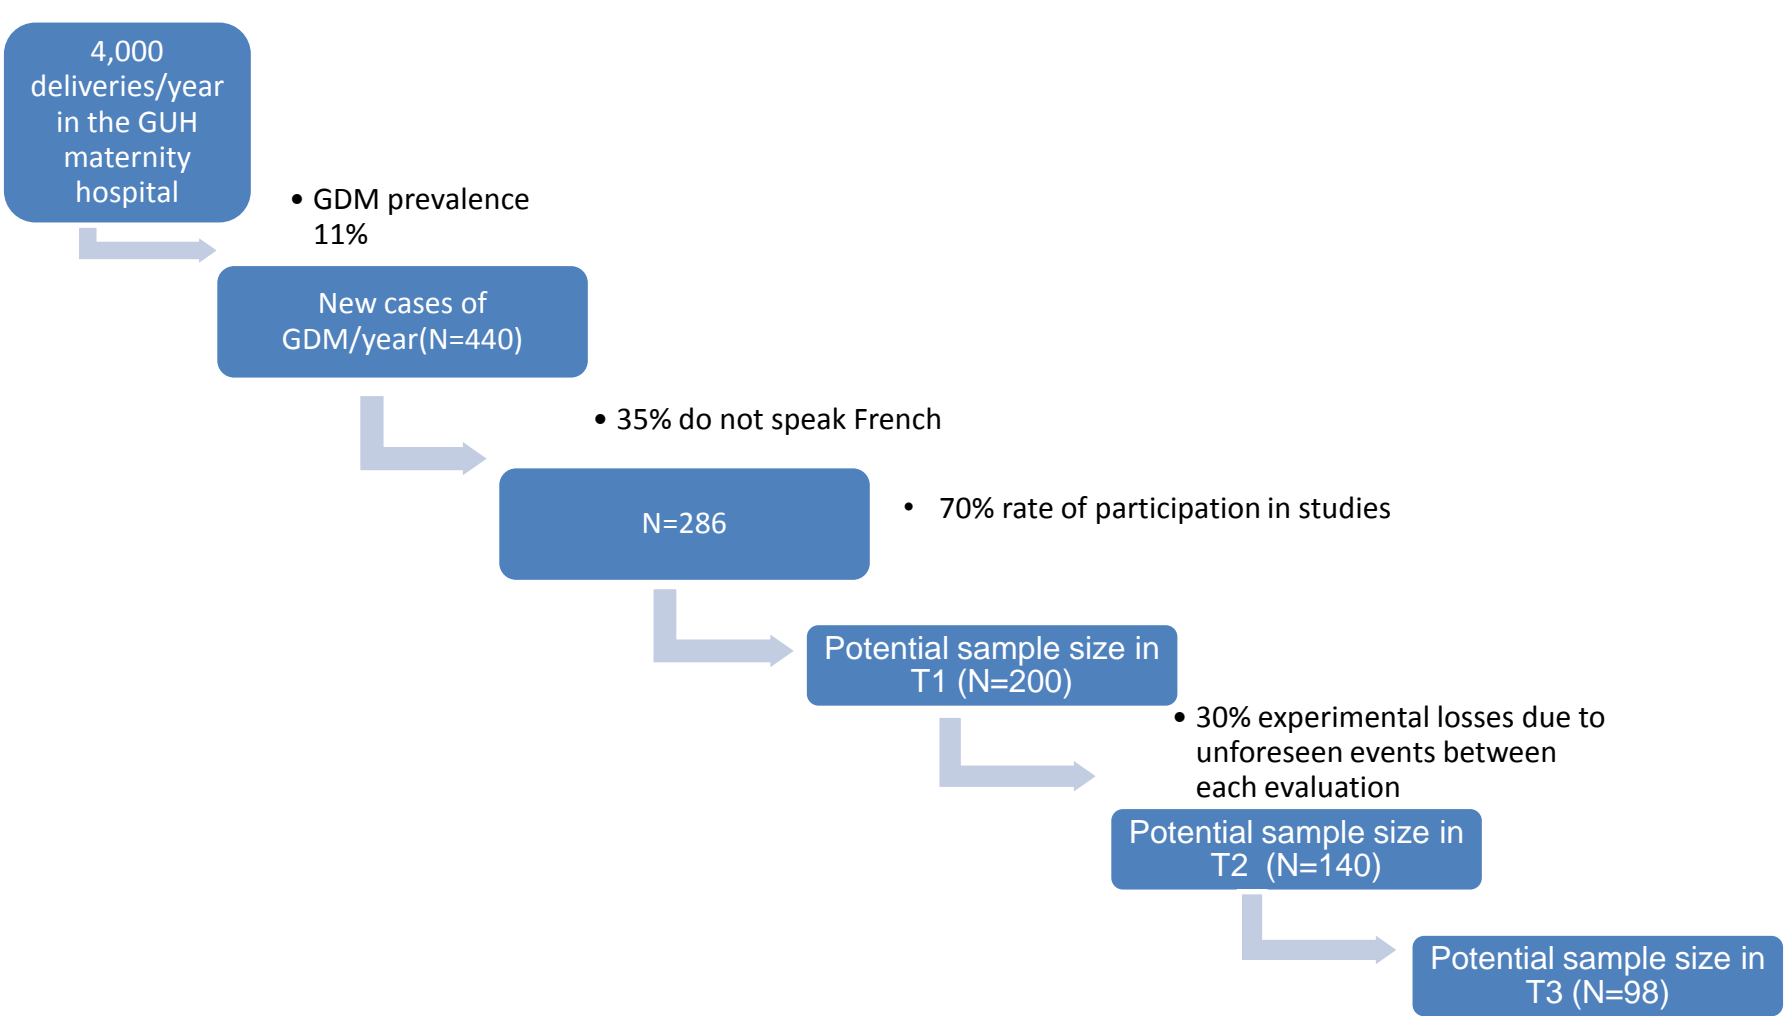 4,000
deliveries/year
in the GUH
maternity
hospital
• GDM prevalence
11%
New cases of
GDM/year(N=440)
• 35% do not speak French
N=286
• 70% rate of participation in studies
Potential sample size in
T1 (N=200)
• 30% experimental losses due to
unforeseen events between
each evaluation
Potential sample size in
T2  (N=140)
Potential sample size in
T3 (N=98)